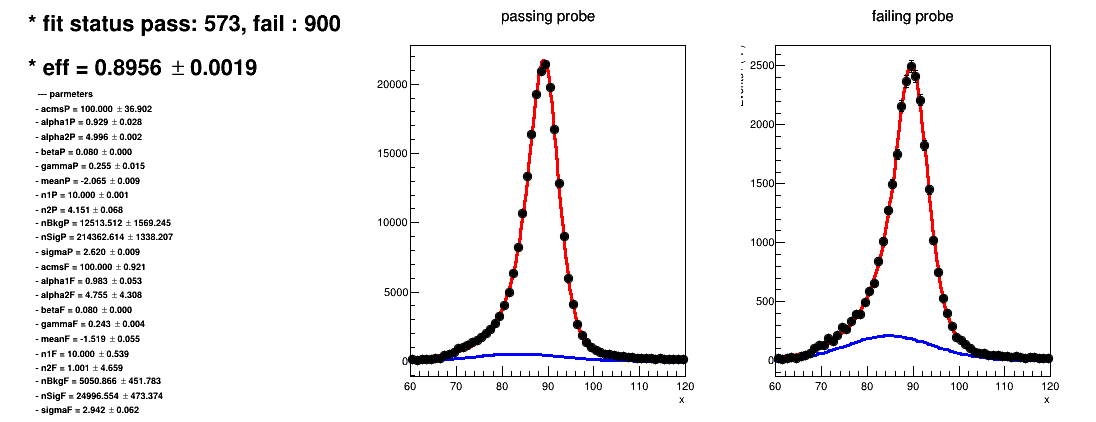 * fit status pass: 573, fail : 900
* eff = 0.8956 ± 0.0019
--- parmeters
- acmsP = 100.000 ± 36.902
- alpha1P = 0.929 ± 0.028
- alpha2P = 4.996 ± 0.002
- betaP = 0.080 ± 0.000
- gammaP = 0.255 ± 0.015
- meanP = -2.065 ± 0.009
- n1P = 10.000 ± 0.001
- n2P = 4.151 ± 0.068
- nBkgP = 12513.512 ± 1569.245
- nSigP = 214362.614 ± 1338.207
- sigmaP = 2.620 ± 0.009
- acmsF = 100.000 ± 0.921
- alpha1F = 0.983 ± 0.053
- alpha2F = 4.755 ± 4.308
- betaF = 0.080 ± 0.000
- gammaF = 0.243 ± 0.004
- meanF = -1.519 ± 0.055
- n1F = 10.000 ± 0.539
- n2F = 1.001 ± 4.659
- nBkgF = 5050.866 ± 451.783
- nSigF = 24996.554 ± 473.374
- sigmaF = 2.942 ± 0.062
passing probe
20000
15000
10000
5000
0
60 70 80 90 100 110 120
x
failing probe
2500
2000
1500
1000
500
0
60 70 80 90 100 110 120
x